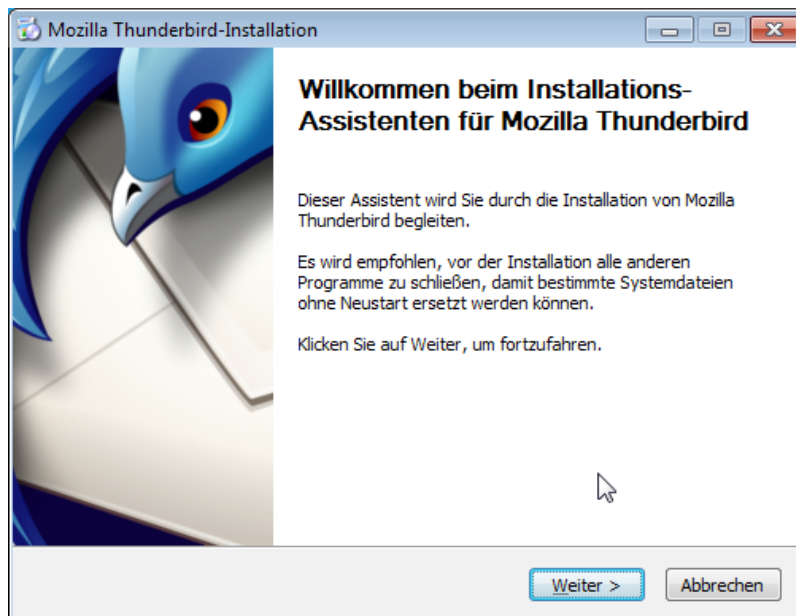 Mozilla Thunderbird-Installation
Willkommen beim Installations-
Assistenten für Mozilla Thunderbird
Dieser Assistent wird Sie durch die Installation von Mozilla
Thunderbird begleiten.
Es wird empfohlen, vor der Installation alle anderen
Programme zu schließen, damit bestimmte Systemdateien
ohne Neustart ersetzt werden können.
Klicken Sie auf Weiter, um fortzufahren.
Weiter > Abbrechen